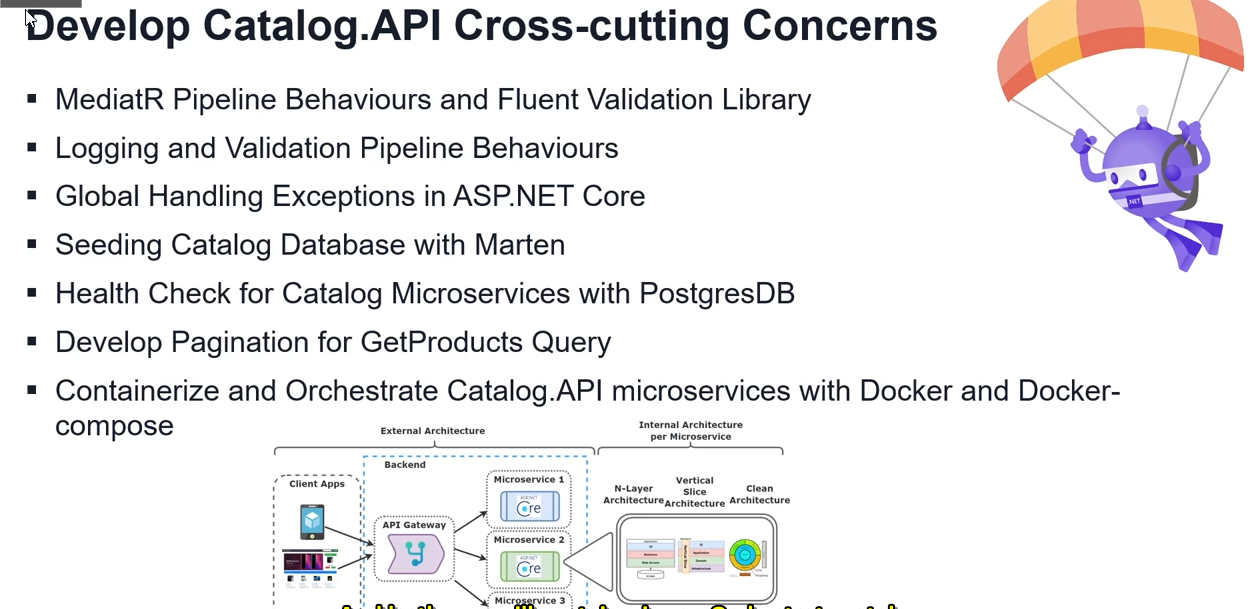 Develop Catalog.API Cross-cutting Concerns
▪ MediatR Pipeline Behaviours and Fluent Validation Library
▪ Logging and Validation Pipeline Behaviours
▪ Global Handling Exceptions in ASP.NET Core
▪ Seeding Catalog Database with Marten
▪ Health Check for Catalog Microservices with PostgresDB
▪ Develop Pagination for GetProducts Query
▪ Containerize and Orchestrate Catalog.API microservices with Docker and Docker-
compose
.NET
External Architecture
Internal Architecture
per Microservice
Backend
Client Apps
API Gateway
Microservice 1
ASP.NET
Core
Microservice 2
ASP.NET
Core
Microservice 3
N-Layer
Architecture
Vertical
Slice
Architecture
Clean
Architecture